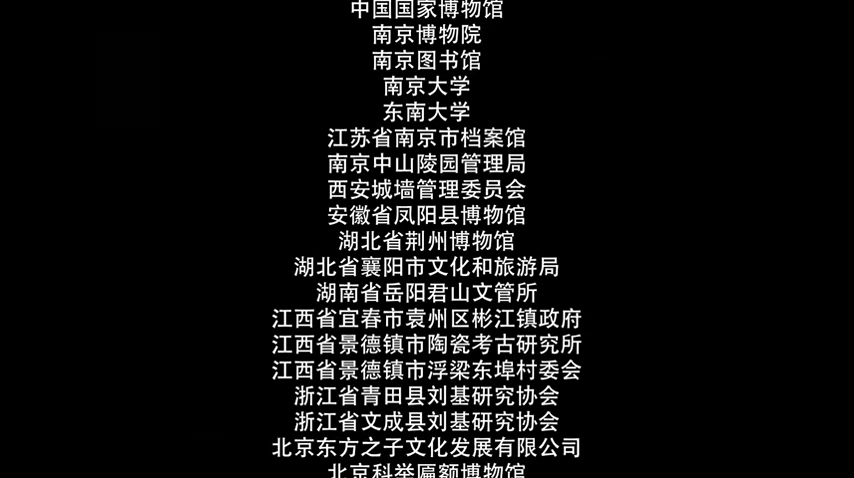 中国国家博物馆
南京博物院
南京图书馆
南京大学
东南大学
江苏省南京市档案馆
南京中山陵园管理局
西安城墙管理委员会
安徽省凤阳县博物馆
湖北省荆州博物馆
湖北省襄阳市文化和旅游局
湖南省岳阳君山文管所
江西省宜春市袁州区彬江镇政府
江西省景德镇市陶瓷考古研究所
江西省景德镇市浮梁东埠村委会
浙江省青田县刘基研究协会
浙江省文成县刘基研究协会
北京东方之子文化发展有限公司
北京科举匾额博物馆